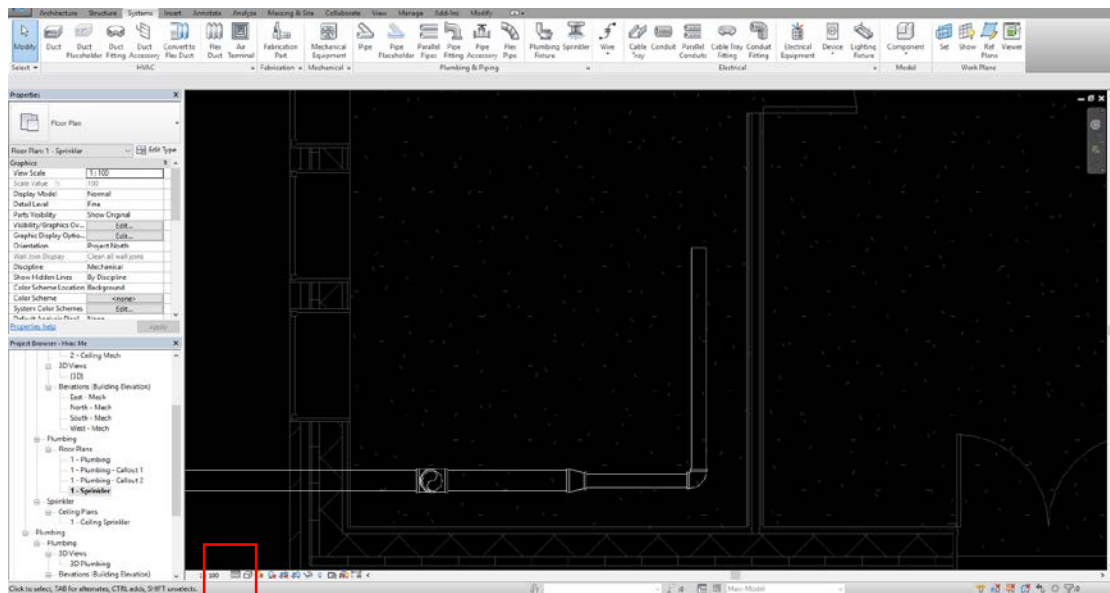 Architecture Structure Systems Insert Annotate Analyze Massing & Site Collaborate View Manage Add-Ins Modify
Modify Duct Duct Placeholder Duct Fitting Duct Accessory Convert to Flex Duct Flex Duct Air Terminal Fabrication Part Mechanical Equipment Pipe Pipe Placeholder Parallel Pipes Pipe Fitting Pipe Accessory Flex Pipe Plumbing Fixture Sprinkler Wire Cable Tray Conduit Parallel Conduits Cable Tray Fitting Conduit Fitting Electrical Equipment Device Lighting Fixture Component Set Show Ref Plane Viewer
Select HVAC Fabrication Mechanical Plumbing & Piping Electrical Model Work Plane
Properties X
Floor Plan
Floor Plan: 1 - Sprinkler Edit Type
Graphics
View Scale 1 : 100
Scale Value 1: 100
Display Model Normal
Detail Level Fine
Parts Visibility Show Original
Visibility/Graphics Ov... Edit...
Graphic Display Optio... Edit...
Orientation Project North
Wall Join Display Clean all wall joins
Discipline Mechanical
Show Hidden Lines By Discipline
Color Scheme Location Background
Color Scheme <none>
System Color Schemes Edit...
Default Analysis Displ... None
Properties help Apply
Project Browser - Hvac Me X
2 - Ceiling Mech
3D Views
{3D}
Elevations (Building Elevation)
East - Mech
North - Mech
South - Mech
West - Mech
Plumbing
Floor Plans
1 - Plumbing
1 - Plumbing - Callout 1
1 - Plumbing - Callout 2
1 - Sprinkler
Sprinkler
Ceiling Plans
1 - Ceiling Sprinkler
Plumbing
Plumbing
3D Views
3D Plumbing
Elevations (Building Elevation)
1 : 100
Click to select, TAB for alternates, CTRL adds, SHIFT unselects.
:0
Main Model
:0